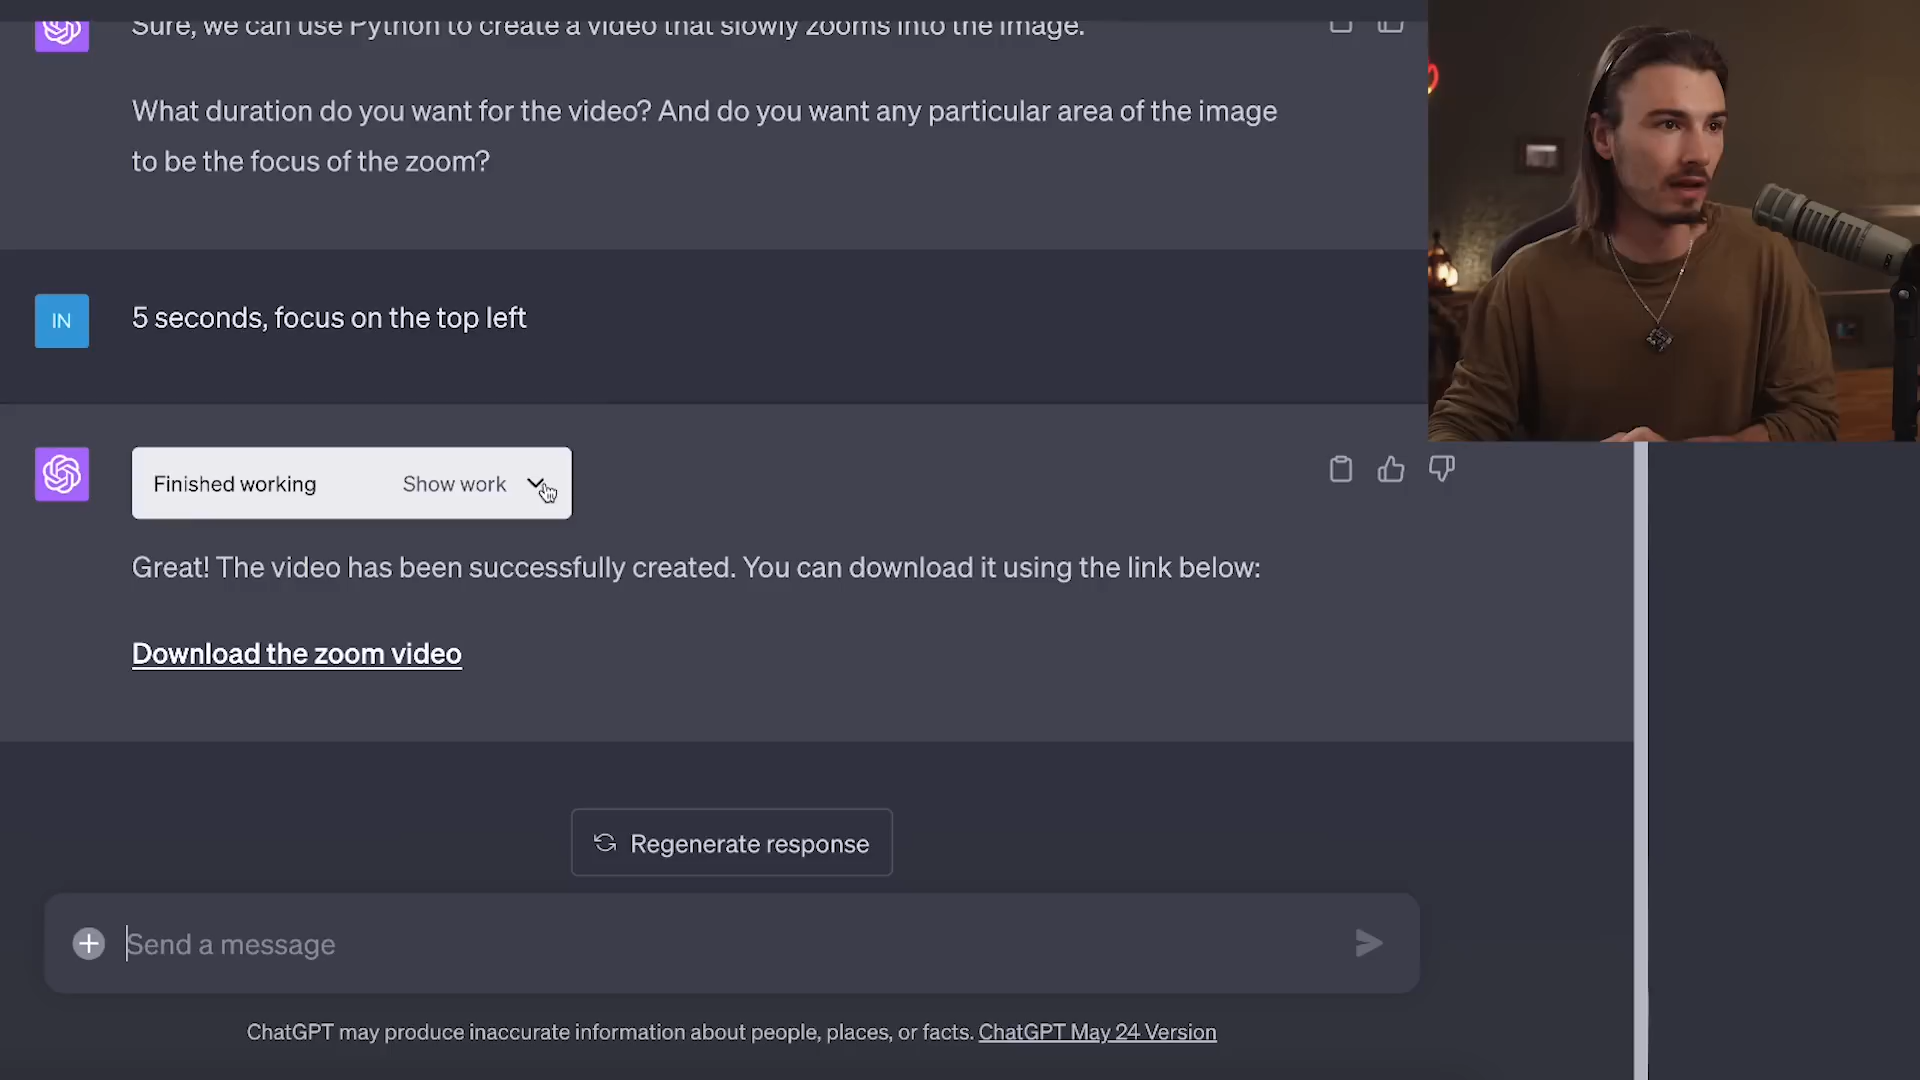 Sure, we can use Python to create a video that slowly zooms into the image.
What duration do you want for the video? And do you want any particular area of the image
to be the focus of the zoom?
IN
5 seconds, focus on the top left
Finished working
Show work
Great! The video has been successfully created. You can download it using the link below:
Download the zoom video
Regenerate response
Send a message
ChatGPT may produce inaccurate information about people, places, or facts. ChatGPT May 24 Version